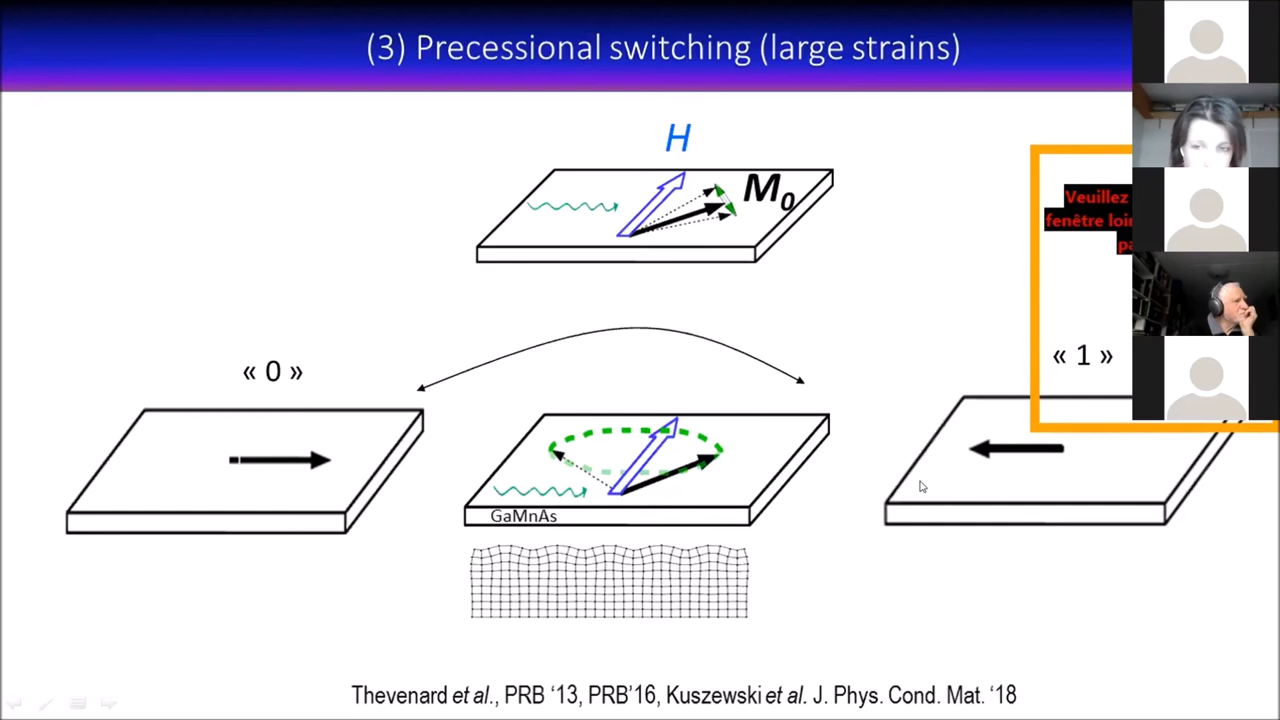 (3) Precessional switching (large strains)
H
M₀
Veuillez
fenêtre
« 0 »
« 1 »
GaMnAs
Thevenard et al., PRB ‘13, PRB’16, Kuszewski et al. J. Phys. Cond. Mat. ‘18